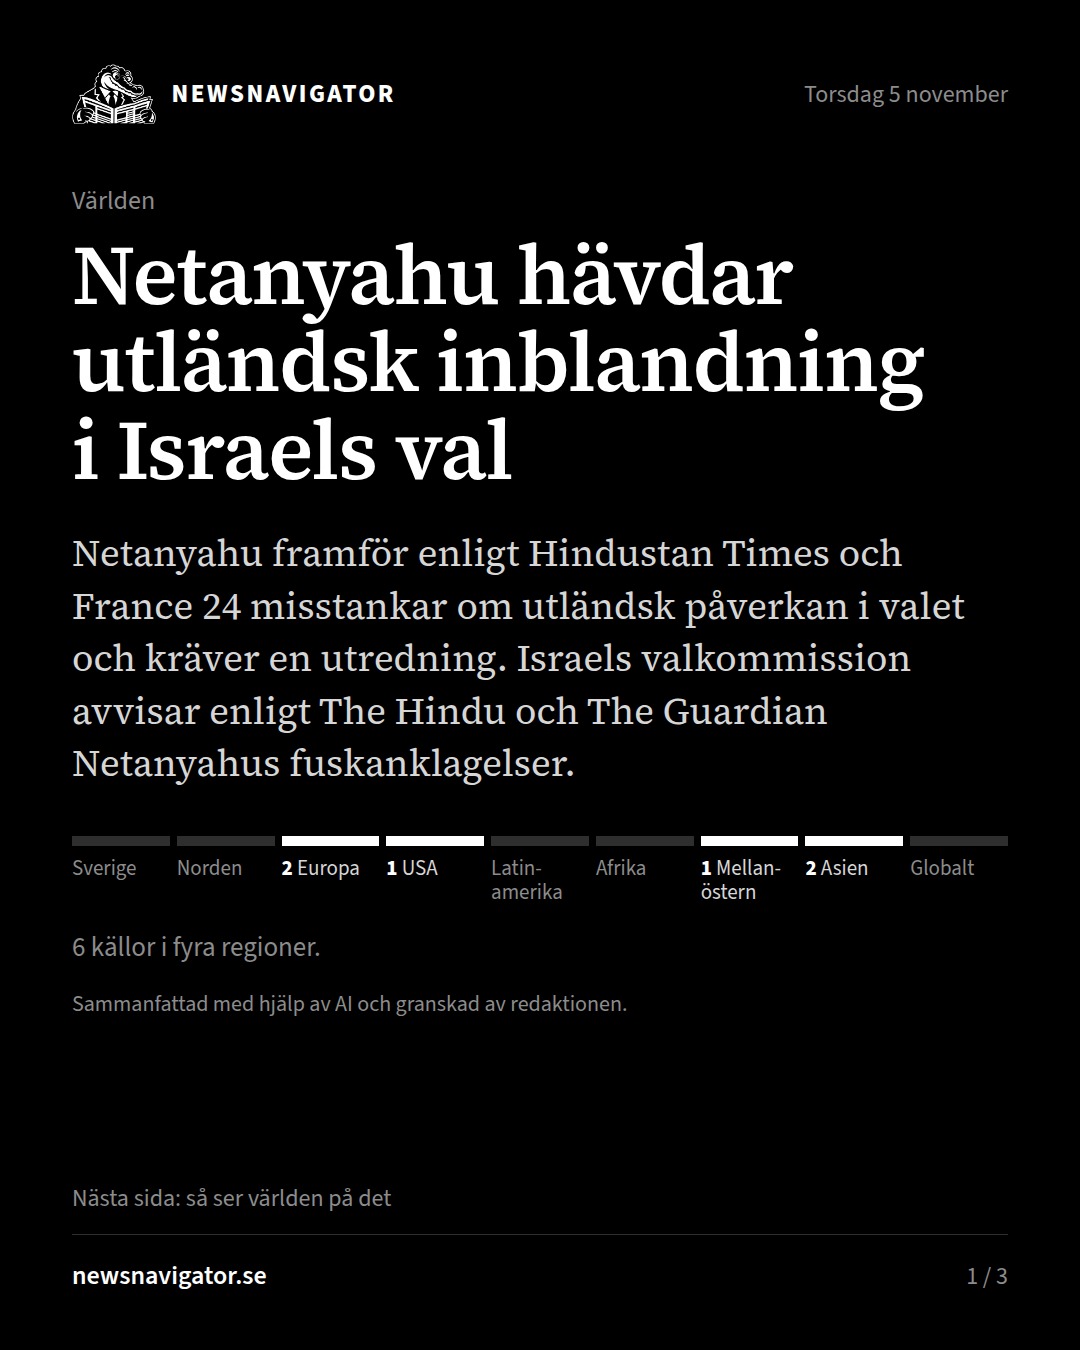 NEWSNAVIGATOR
Torsdag 5 november
Världen
Netanyahu hävdar
utländsk inblandning
i Israels val
Netanyahu framför enligt Hindustan Times och
France 24 misstankar om utländsk påverkan i valet
och kräver en utredning. Israels valkommission
avvisar enligt The Hindu och The Guardian
Netanyahus fuskanklagelser.
Sverige
Norden
2 Europa
1 USA
Latin-
amerika
Afrika
1 Mellan-
östern
2 Asien
Globalt
6 källor i fyra regioner.
Sammanfattad med hjälp av AI och granskad av redaktionen.
Nästa sida: så ser världen på det
newsnavigator.se
1 / 3